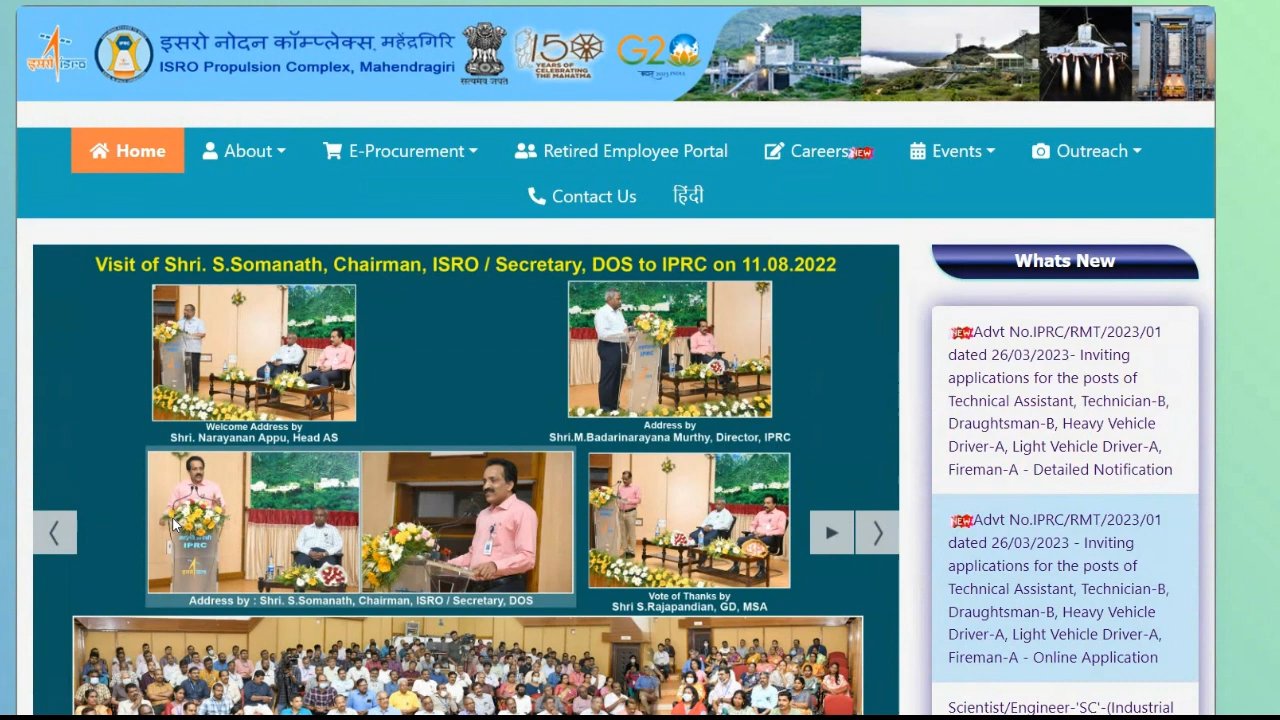 इसरो नोदन कॉम्प्लेक्स, महेंद्रगिरि
ISRO Propulsion Complex, Mahendragiri
इसरो isro
सत्यमेव जयते
150
YEARS OF
CELEBRATING
THE MAHATMA
G20
Home
About
E-Procurement
Retired Employee Portal
Careers NEW
Events
Outreach
Contact Us
हिंदी
Visit of Shri. S.Somanath, Chairman, ISRO / Secretary, DOS to IPRC on 11.08.2022
Welcome Address by
Shri. Narayanan Appu, Head AS
Address by
Shri.M.Badarinarayana Murthy, Director, IPRC
IPRC
IPRC
Address by : Shri. S.Somanath, Chairman, ISRO / Secretary, DOS
Vote of Thanks by
Shri S.Rajapandian, GD, MSA
Whats New
NEW Advt No.IPRC/RMT/2023/01
dated 26/03/2023- Inviting
applications for the posts of
Technical Assistant, Technician-B,
Draughtsman-B, Heavy Vehicle
Driver-A, Light Vehicle Driver-A,
Fireman-A - Detailed Notification
NEW Advt No.IPRC/RMT/2023/01
dated 26/03/2023 - Inviting
applications for the posts of
Technical Assistant, Technician-B,
Draughtsman-B, Heavy Vehicle
Driver-A, Light Vehicle Driver-A,
Fireman-A - Online Application
Scientist/Engineer-'SC'-(Industrial